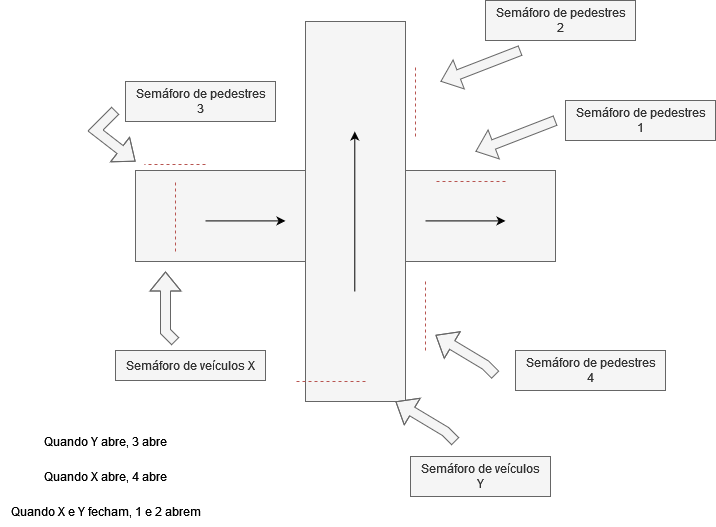 Semáforo de pedestres
2
Semáforo de pedestres
3
Semáforo de pedestres
1
Semáforo de veículos X
Semáforo de pedestres
4
Quando Y abre, 3 abre
Semáforo de veículos
Y
Quando X abre, 4 abre
Quando X e Y fecham, 1 e 2 abrem